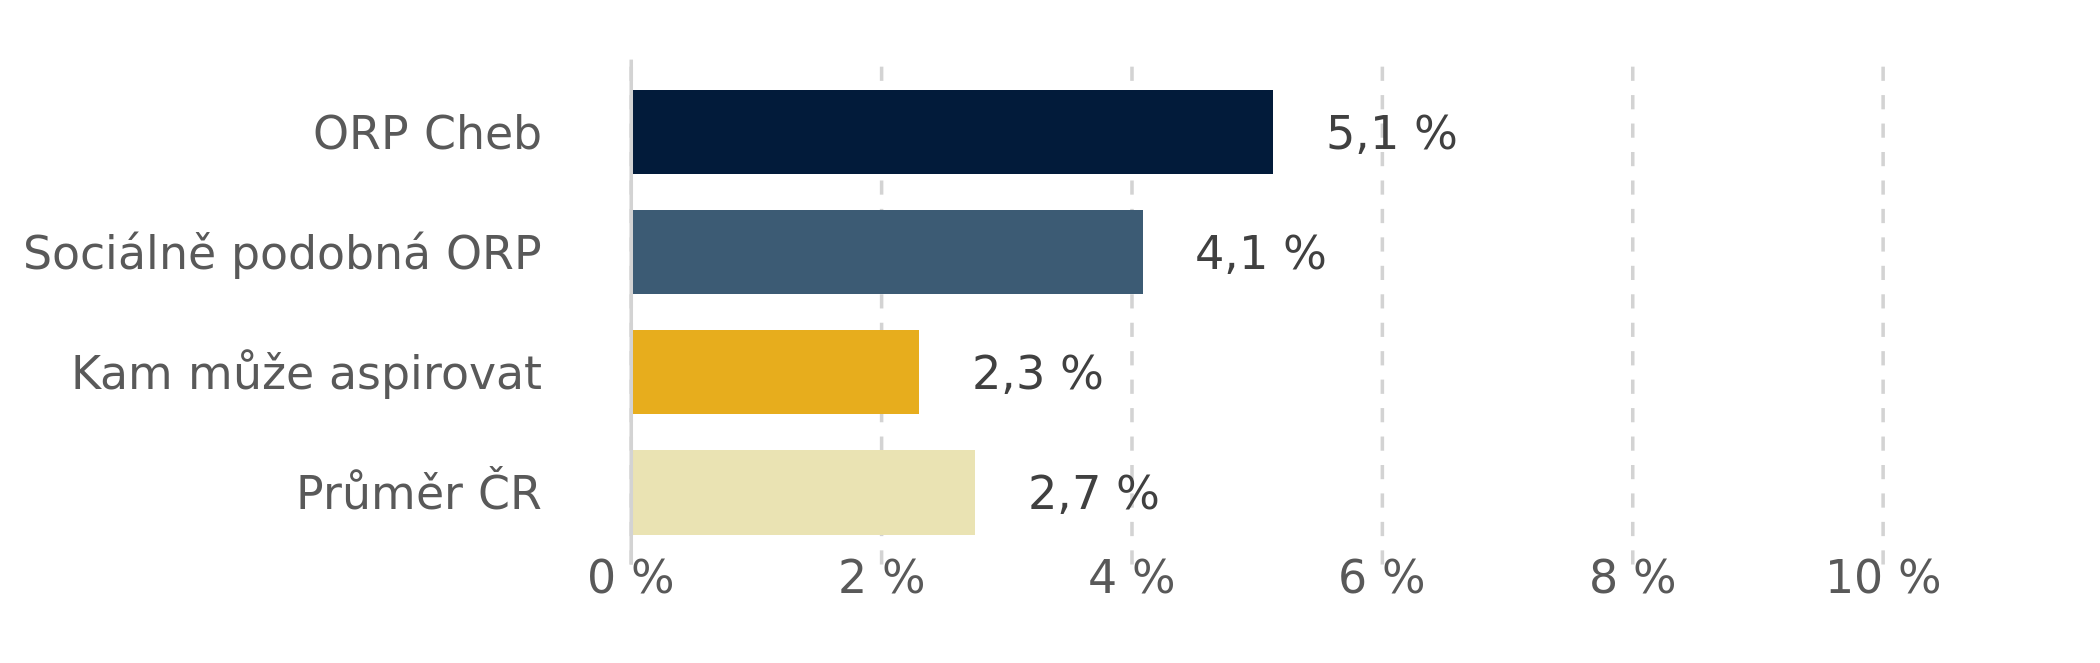 ORP Cheb 5,1 %
Sociálně podobná ORP 4,1 %
Kam může aspirovat 2,3 %
Průměr ČR 2,7 %
0 % 2 % 4 % 6 % 8 % 10 %